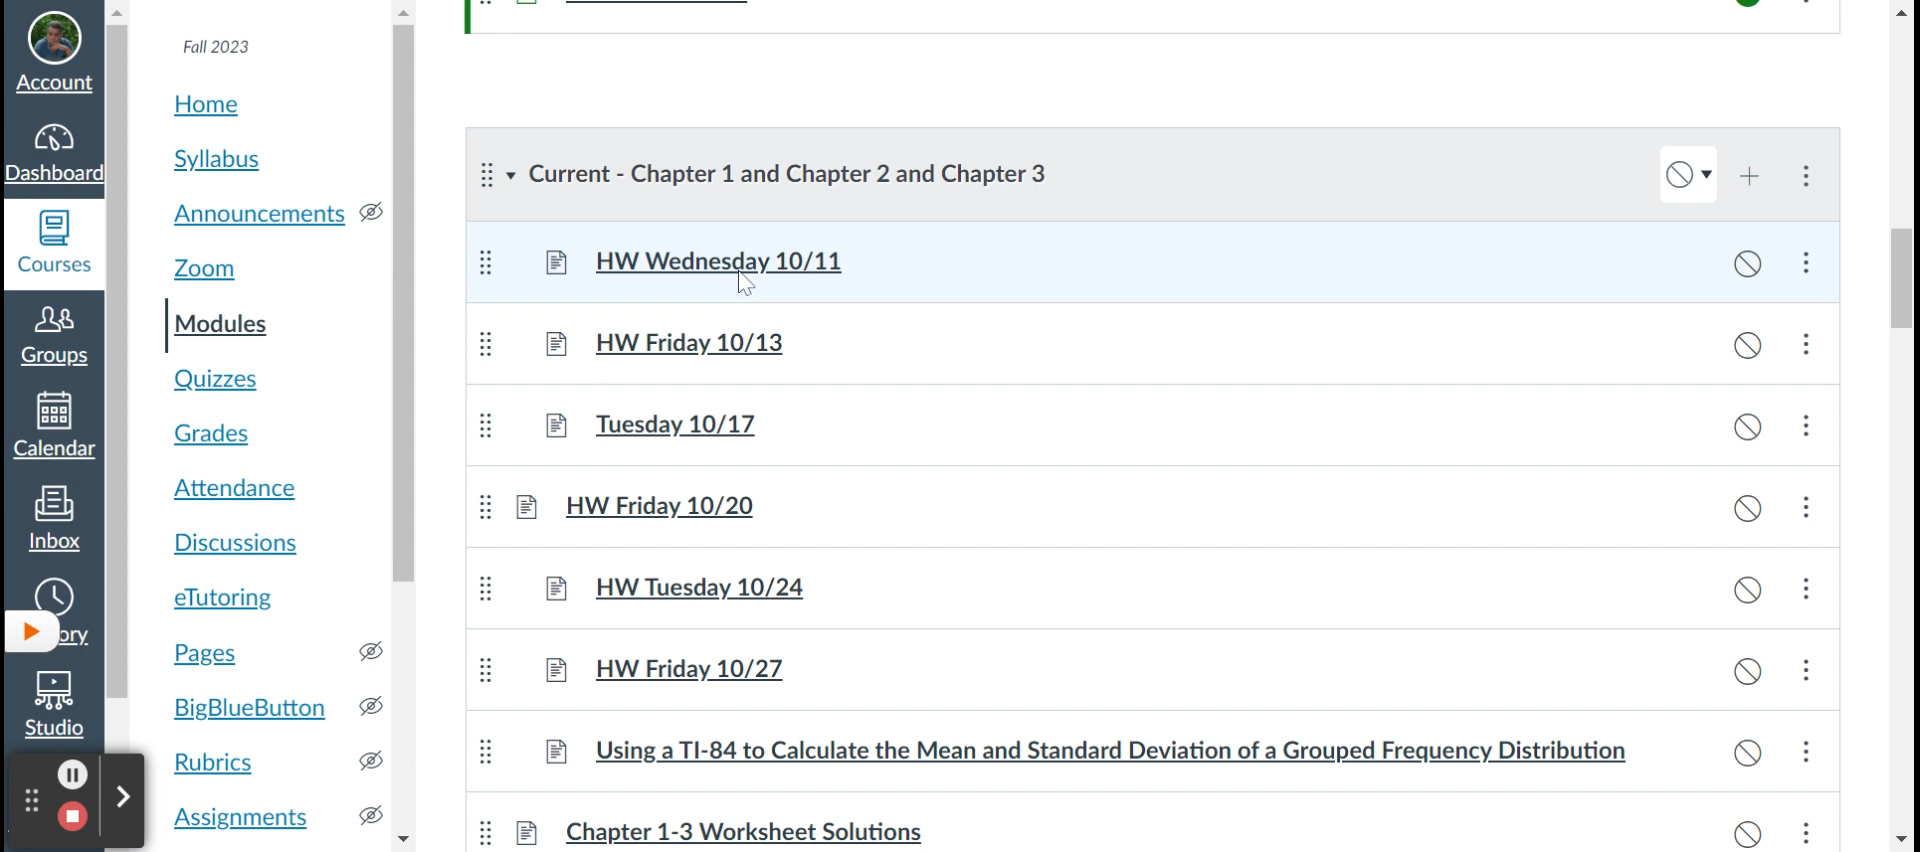 Account
Dashboard
Courses
Groups
Calendar
Inbox
ory
Studio
Fall 2023
Home
Syllabus
Announcements
Zoom
Modules
Quizzes
Grades
Attendance
Discussions
eTutoring
Pages
BigBlueButton
Rubrics
Assignments
Current - Chapter 1 and Chapter 2 and Chapter 3
HW Wednesday 10/11
HW Friday 10/13
Tuesday 10/17
HW Friday 10/20
HW Tuesday 10/24
HW Friday 10/27
Using a TI-84 to Calculate the Mean and Standard Deviation of a Grouped Frequency Distribution
Chapter 1-3 Worksheet Solutions